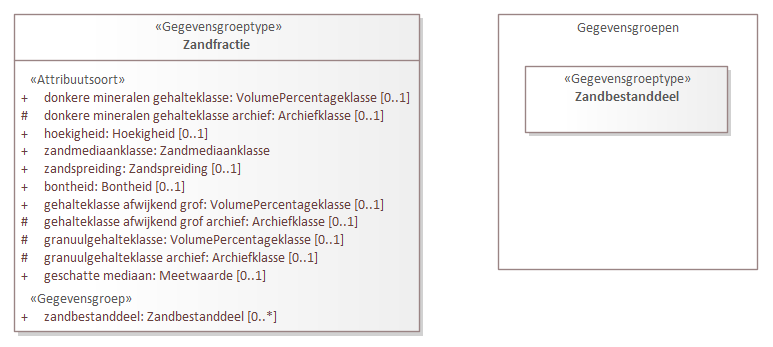 «Gegevensgroeptype»
Zandfractie
«Attribuutsoort»
+ donkere mineralen gehalteklasse: VolumePercentageklasse [0..1]
# donkere mineralen gehalteklasse archief: Archiefklasse [0..1]
+ hoekigheid: Hoekigheid [0..1]
+ zandmediaanklasse: Zandmediaanklasse
+ zandspreiding: Zandspreiding [0..1]
+ bontheid: Bontheid [0..1]
+ gehalteklasse afwijkend grof: VolumePercentageklasse [0..1]
# gehalteklasse afwijkend grof archief: Archiefklasse [0..1]
# granuulgehalteklasse: VolumePercentageklasse [0..1]
# granuulgehalteklasse archief: Archiefklasse [0..1]
+ geschatte mediaan: Meetwaarde [0..1]
«Gegevensgroep»
+ zandbestanddeel: Zandbestanddeel [0..*]
Gegevensgroepen
«Gegevensgroeptype»
Zandbestanddeel